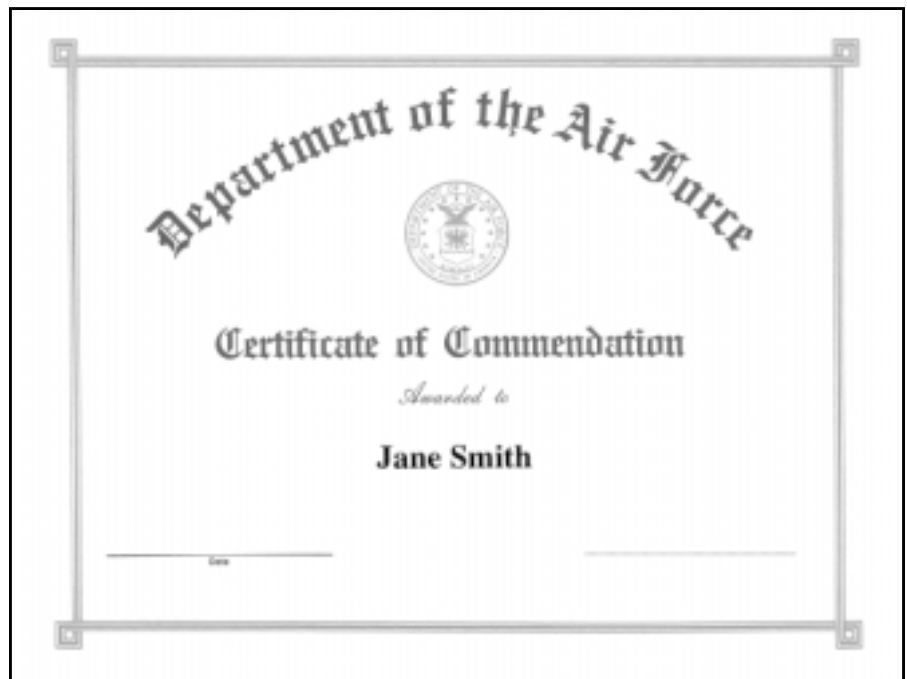 Department of the Air Force
Certificate of Commendation
Awarded to
Jane Smith
Date